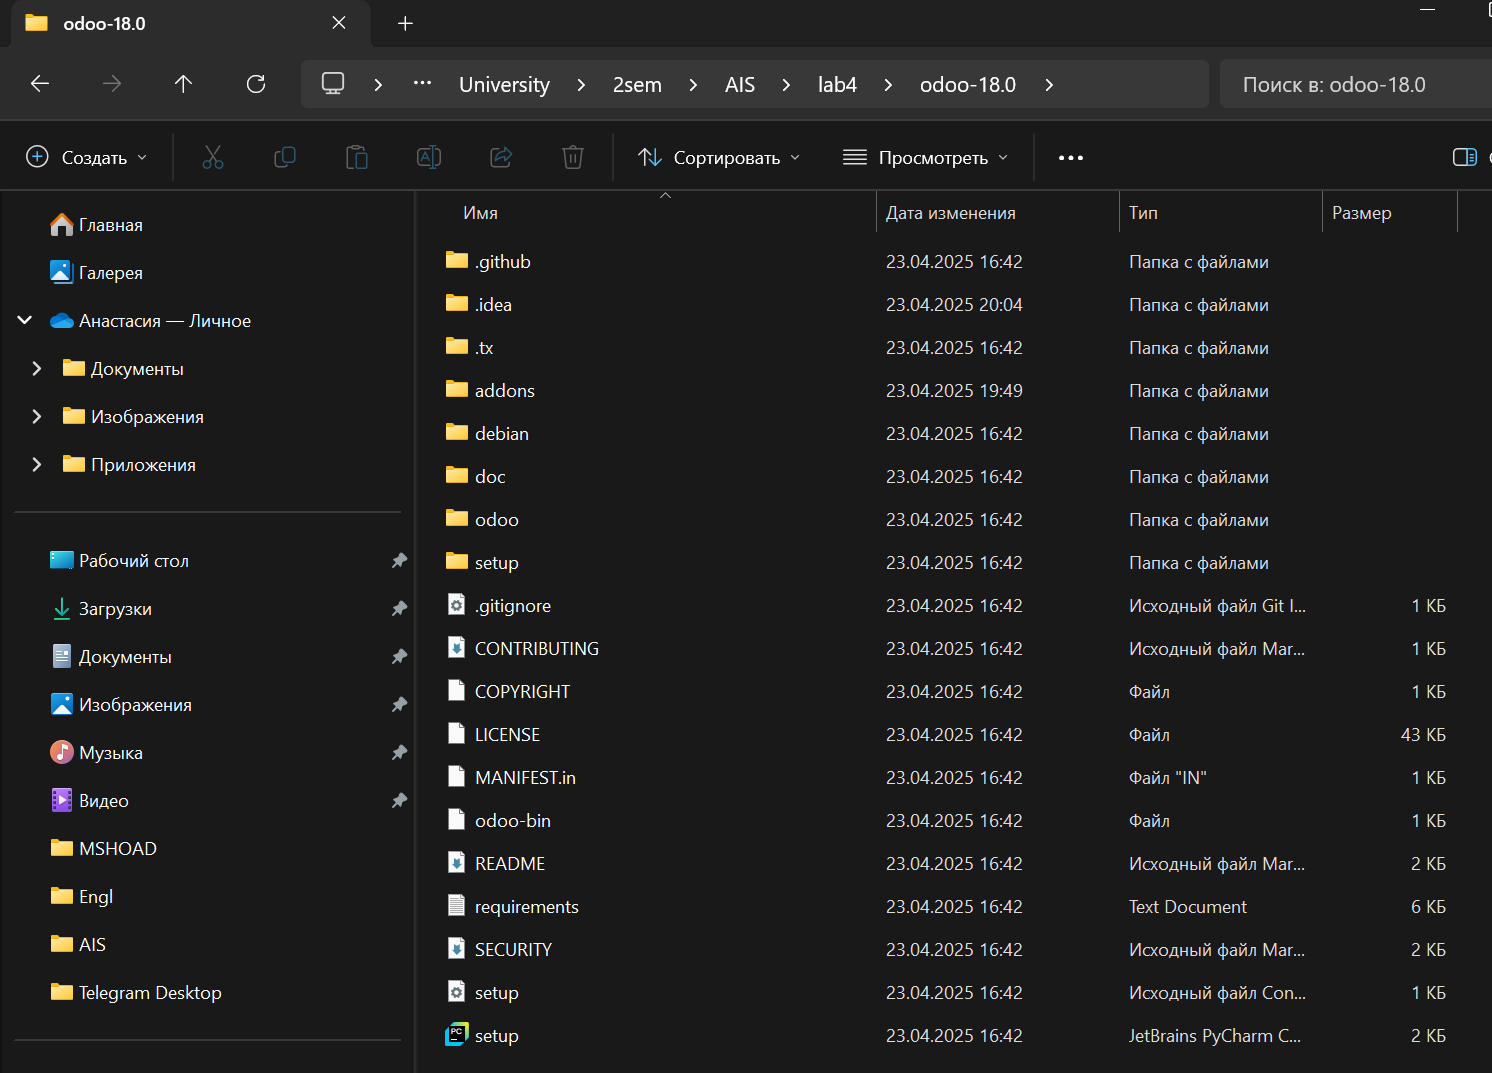 odoo-18.0
University
2sem
AIS
lab4
odoo-18.0
Поиск в: odoo-18.0
Создать
Сортировать
Просмотреть
Главная
Галерея
Анастасия — Личное
Документы
Изображения
Приложения
Рабочий стол
Загрузки
Документы
Изображения
Музыка
Видео
MSHOAD
Engl
AIS
Telegram Desktop
Имя Дата изменения Тип Размер
.github 23.04.2025 16:42 Папка с файлами
.idea 23.04.2025 20:04 Папка с файлами
.tx 23.04.2025 16:42 Папка с файлами
addons 23.04.2025 19:49 Папка с файлами
debian 23.04.2025 16:42 Папка с файлами
doc 23.04.2025 16:42 Папка с файлами
odoo 23.04.2025 16:42 Папка с файлами
setup 23.04.2025 16:42 Папка с файлами
.gitignore 23.04.2025 16:42 Исходный файл Git I... 1 КБ
CONTRIBUTING 23.04.2025 16:42 Исходный файл Mar... 1 КБ
COPYRIGHT 23.04.2025 16:42 Файл 1 КБ
LICENSE 23.04.2025 16:42 Файл 43 КБ
MANIFEST.in 23.04.2025 16:42 Файл "IN" 1 КБ
odoo-bin 23.04.2025 16:42 Файл 1 КБ
README 23.04.2025 16:42 Исходный файл Mar... 2 КБ
requirements 23.04.2025 16:42 Text Document 6 КБ
SECURITY 23.04.2025 16:42 Исходный файл Mar... 2 КБ
setup 23.04.2025 16:42 Исходный файл Con... 1 КБ
setup 23.04.2025 16:42 JetBrains PyCharm C... 2 КБ